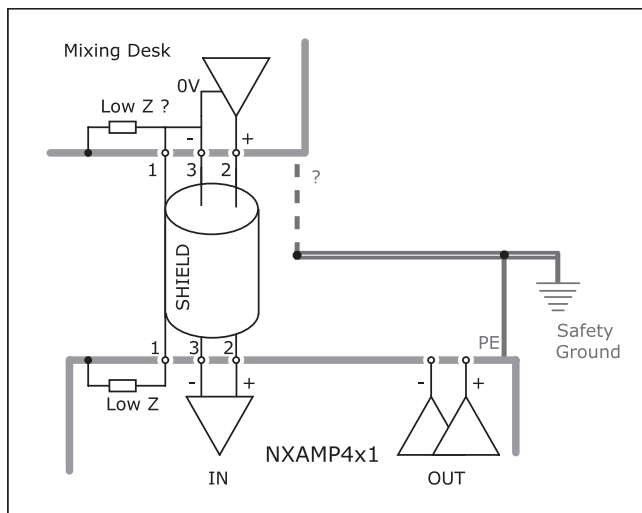 Mixing Desk
0V
Low Z ?
- +
1 3 2
?
SHIELD
Safety
Ground
PE
1 3 2
- +
- +
Low Z
NXAMP4x1
IN
OUT